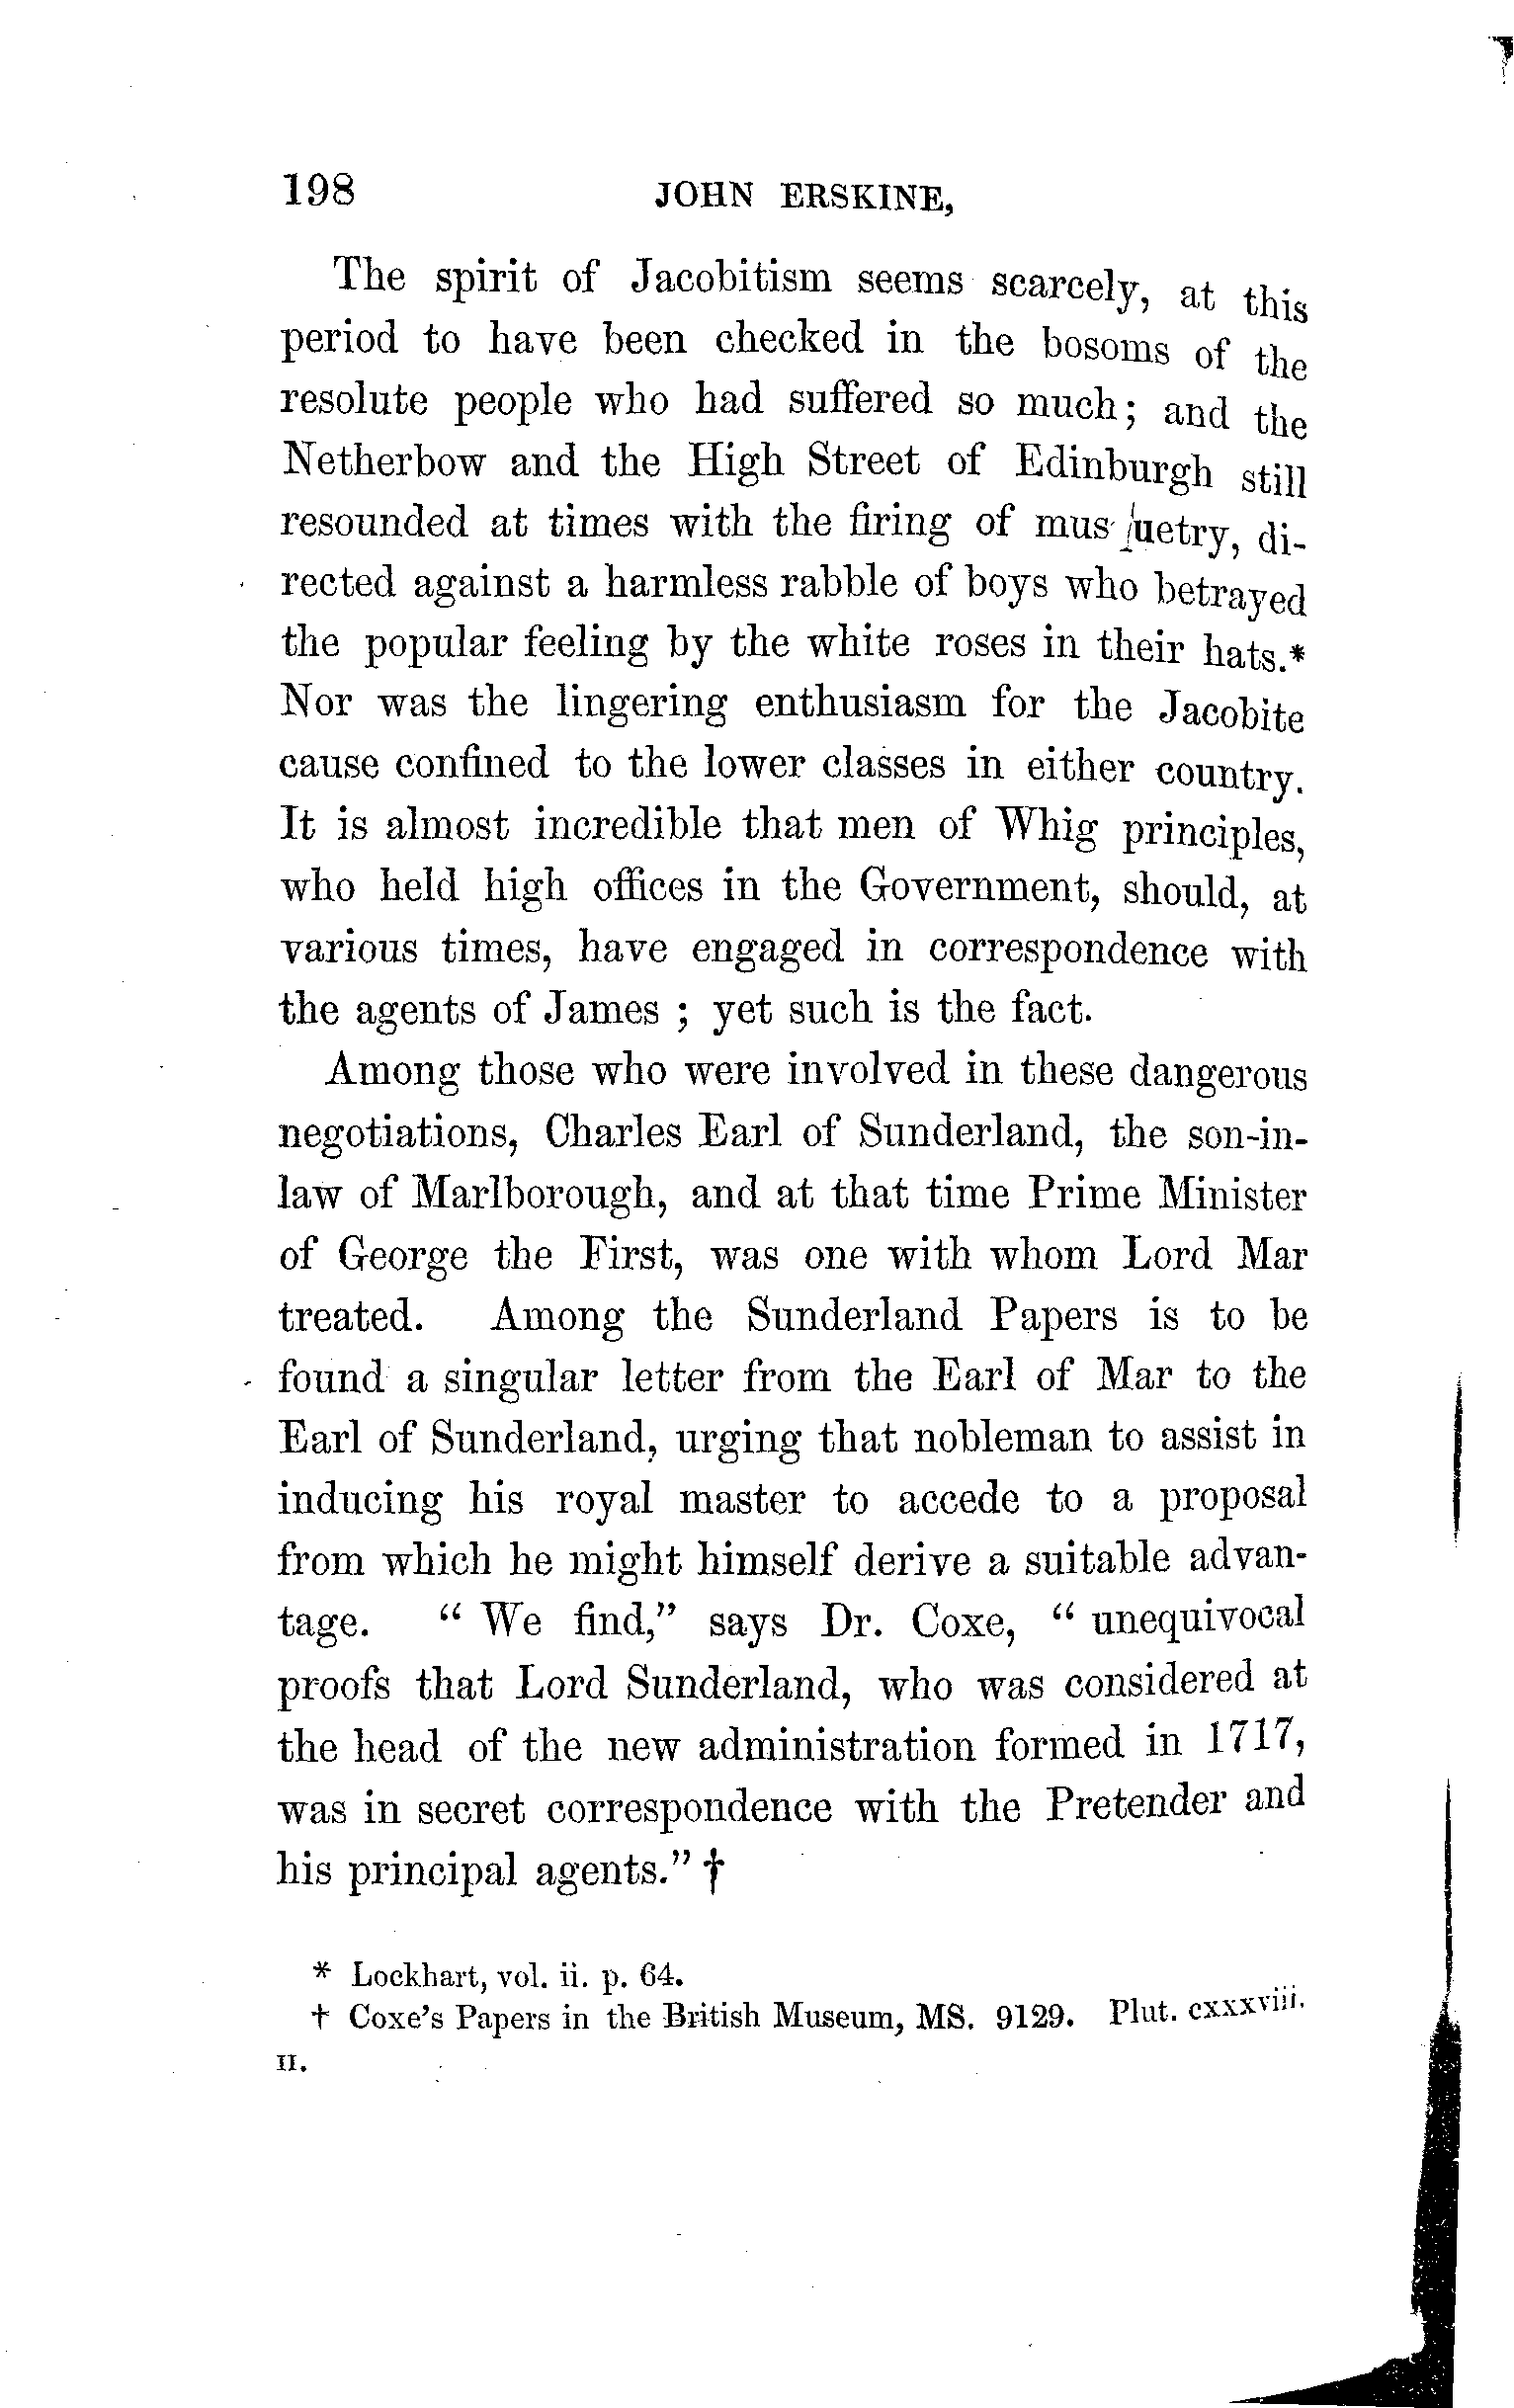 198 JOHN ERSKINE,
The spirit of Jacobitism seems scarcely, at this
period to have been checked in the bosoms of the
resolute people who had suffered so much; and the
Netherbow and the High Street of Edinburgh still
resounded at times with the firing of mus uetry, di-
rected against a harmless rabble of boys who betrayed
the popular feeling by the white roses in their hats.*
Nor was the lingering enthusiasm for the Jacobite
cause confined to the lower classes in either country.
It is almost incredible that men of Whig principles,
who held high offices in the Government, should, at
various times, have engaged in correspondence with
the agents of James ; yet such is the fact.
Among those who were involved in these dangerous
negotiations, Charles Earl of Sunderland, the son-in-
law of Marlborough, and at that time Prime Minister
of George the First, was one with whom Lord Mar
treated. Among the Sunderland Papers is to be
found a singular letter from the Earl of Mar to the
Earl of Sunderland, urging that nobleman to assist in
inducing his royal master to accede to a proposal
from which he might himself derive a suitable advan-
tage. “ We find,” says Dr. Coxe, “ unequivocal
proofs that Lord Sunderland, who was considered at
the head of the new administration formed in 1717,
was in secret correspondence with the Pretender and
his principal agents.” †
* Lockhart, vol. ii. p. 64.
† Coxe’s Papers in the British Museum, MS. 9129. Plut. cxxxviii.
II.